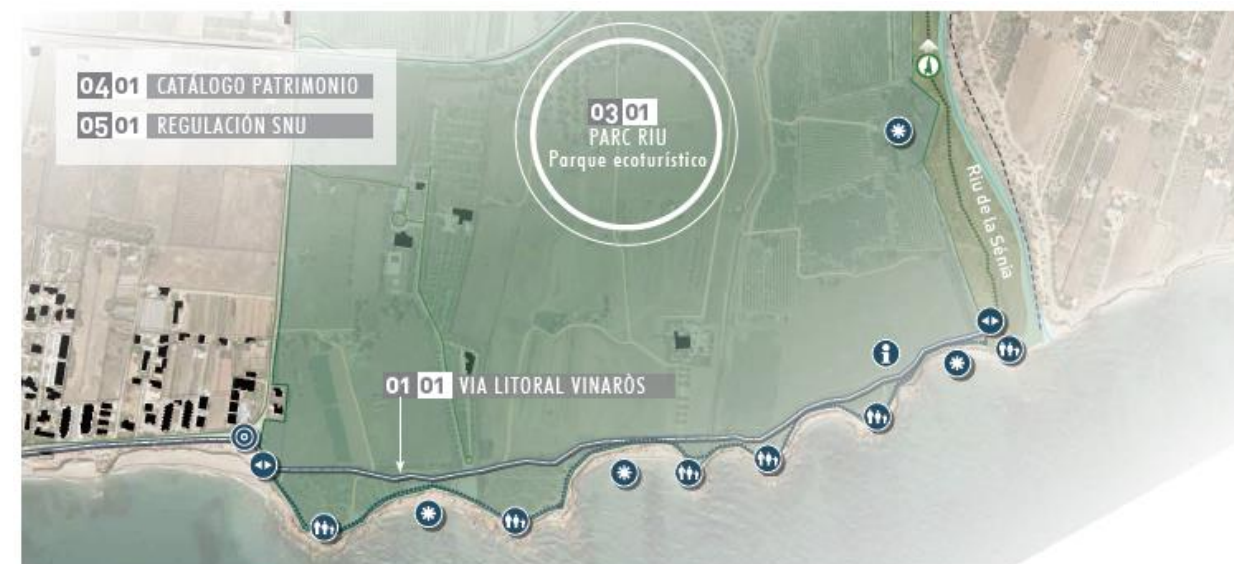 04 01 CATÁLOGO PATRIMONIO
05 01 REGULACIÓN SNU
03 01
PARC RIU
Parque ecoturístico
Riu de la Sénia
01 01 VIA LITORAL VINARÒS